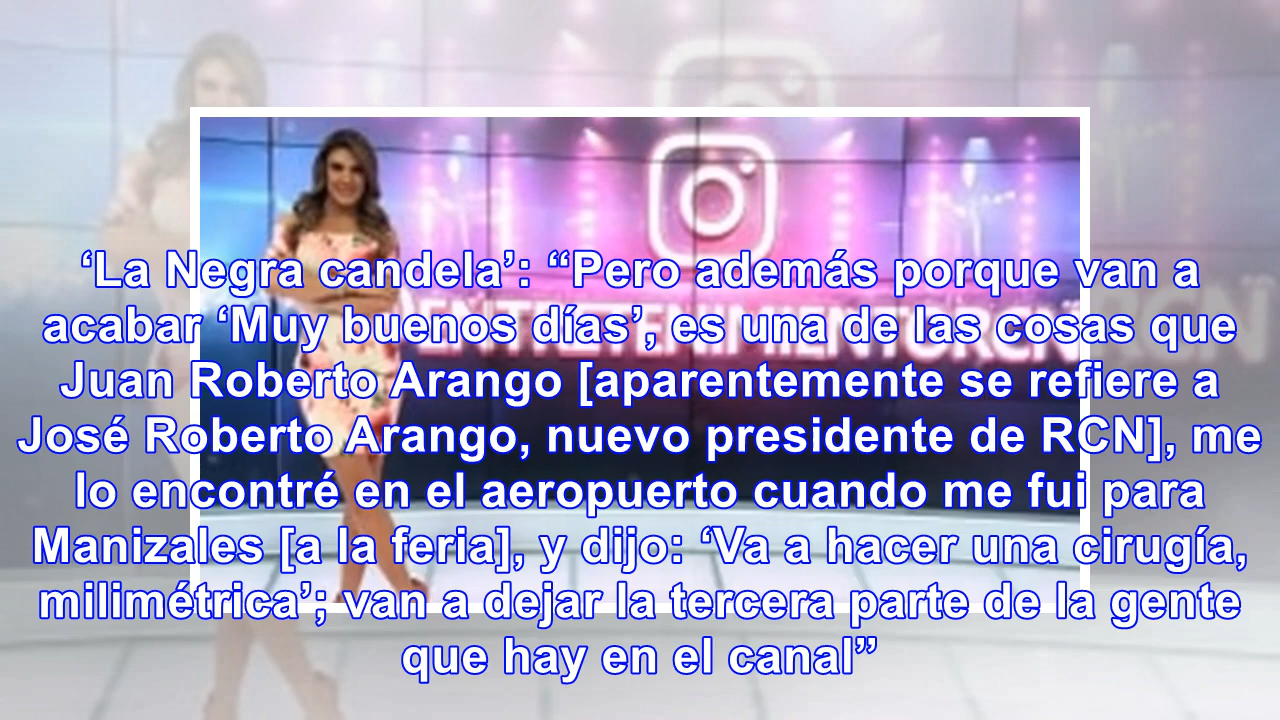 ‘La Negra candela’: “Pero además porque van a
acabar ‘Muy buenos días’, es una de las cosas que
Juan Roberto Arango [aparentemente se refiere a
José Roberto Arango, nuevo presidente de RCN], me
lo encontré en el aeropuerto cuando me fui para
Manizales [a la feria], y dijo: ‘Va a hacer una cirugía,
milimétrica’; van a dejar la tercera parte de la gente
que hay en el canal”